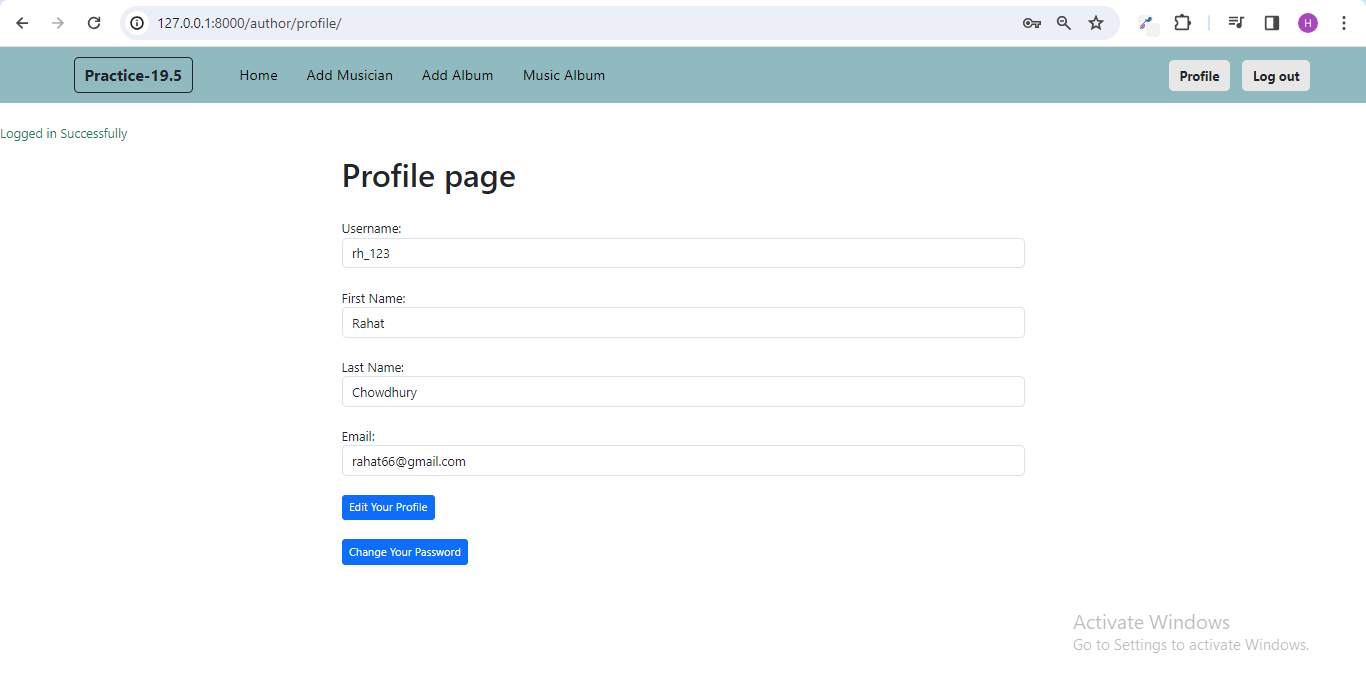 127.0.0.1:8000/author/profile/
H
Practice-19.5 Home Add Musician Add Album Music Album Profile Log out
Logged in Successfully
Profile page
Username:
rh_123
First Name:
Rahat
Last Name:
Chowdhury
Email:
rahat66@gmail.com
Edit Your Profile
Change Your Password
Activate Windows
Go to Settings to activate Windows.